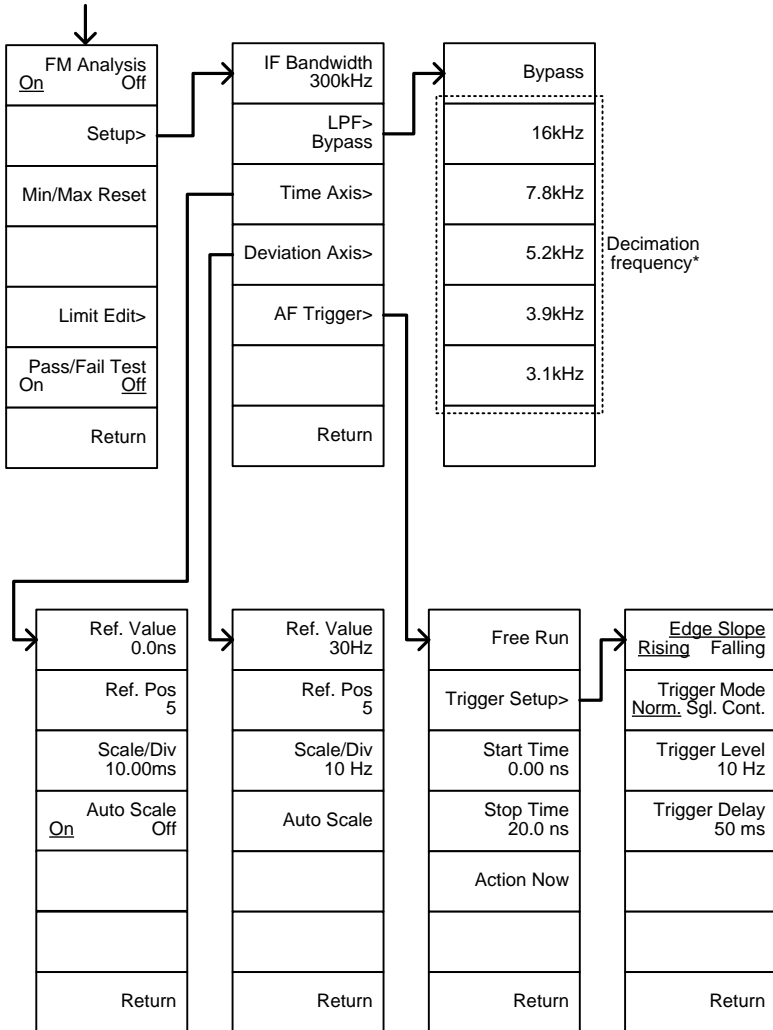 FM Analysis
On Off
Setup>
Min/Max Reset
Limit Edit>
Pass/Fail Test
On Off
Return
IF Bandwidth
300kHz
LPF>
Bypass
Time Axis>
Deviation Axis>
AF Trigger>
Return
Bypass
16kHz
7.8kHz
5.2kHz
3.9kHz
3.1kHz
Decimation
frequency*
Ref. Value
0.0ns
Ref. Pos
5
Scale/Div
10.00ms
Auto Scale
On Off
Return
Ref. Value
30Hz
Ref. Pos
5
Scale/Div
10 Hz
Auto Scale
Return
Free Run
Trigger Setup>
Start Time
0.00 ns
Stop Time
20.0 ns
Action Now
Return
Edge Slope
Rising Falling
Trigger Mode
Norm. Sgl. Cont.
Trigger Level
10 Hz
Trigger Delay
50 ms
Return